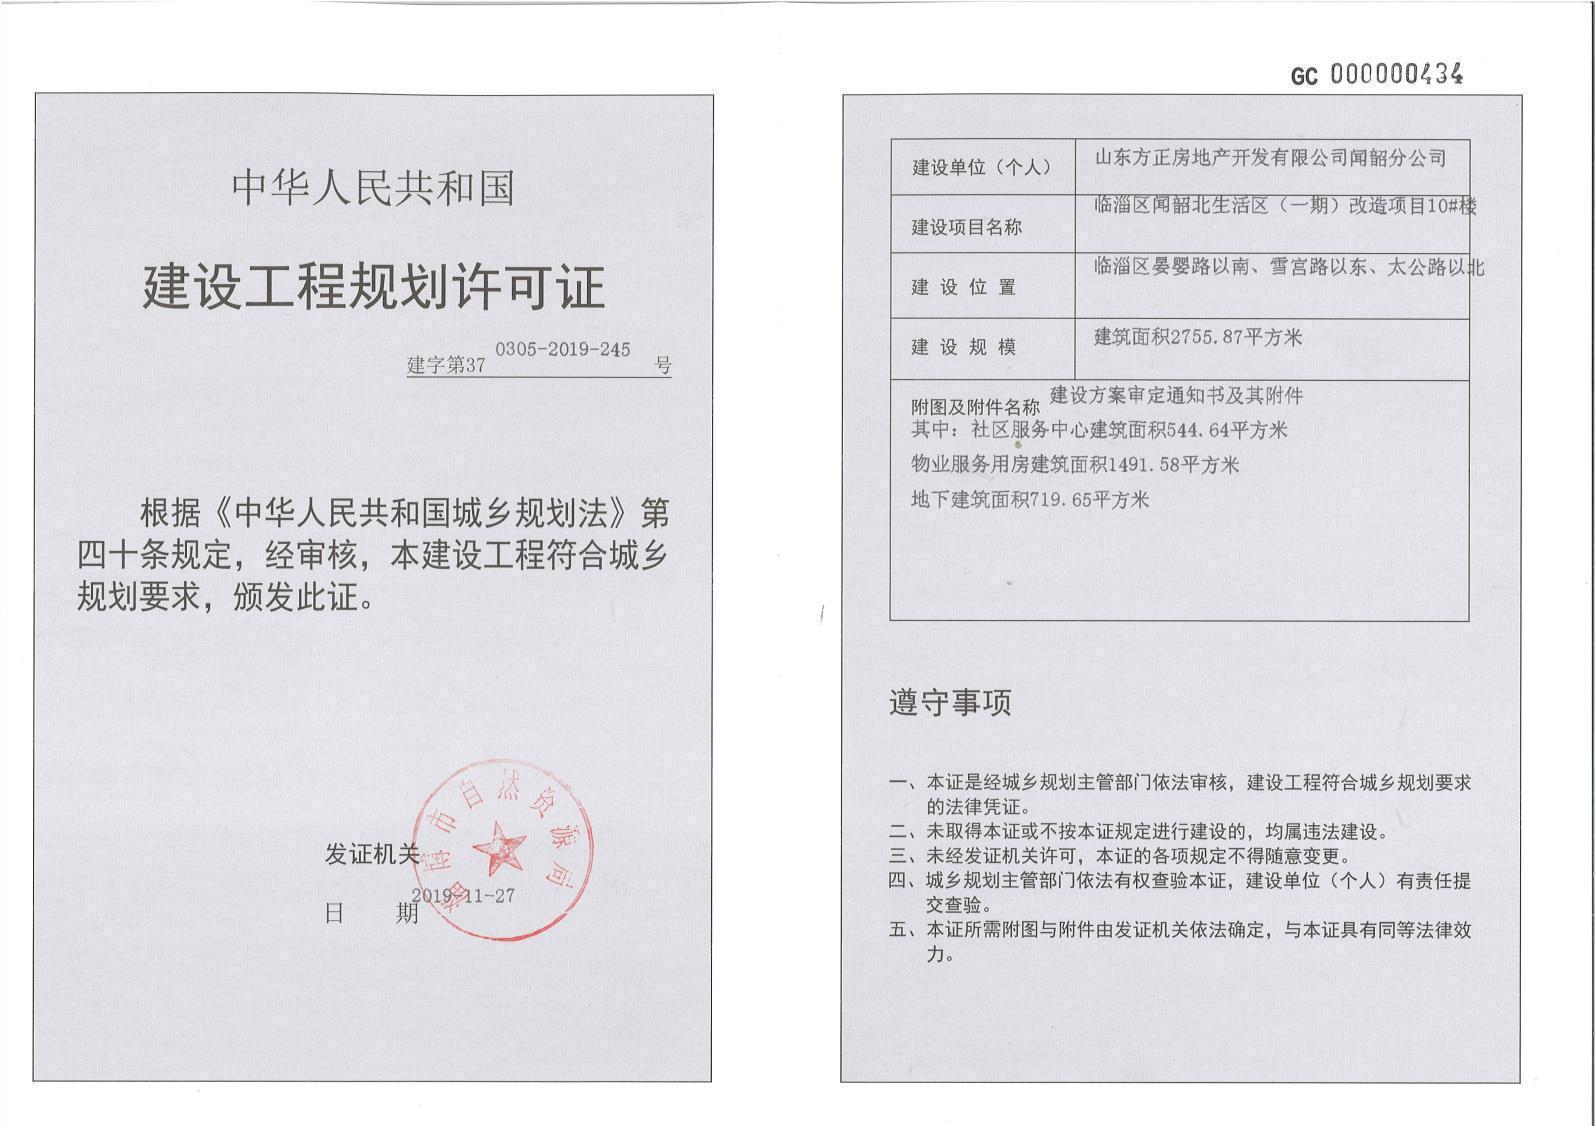 中华人民共和国
建设工程规划许可证
建字第37 0305-2019-245 号
根据《中华人民共和国城乡规划法》第
四十条规定，经审核，本建设工程符合城乡
规划要求，颁发此证。
淄博市自然资源局
发证机关
日 期 2019-11-27
GC 000000434
建设单位（个人） 山东方正房地产开发有限公司闻韶分公司
建设项目名称 临淄区闻韶北生活区（一期）改造项目10#楼
建设位置 临淄区晏婴路以南、雪宫路以东、太公路以北
建设规模 建筑面积2755.87平方米
附图及附件名称 建设方案审定通知书及其附件
其中：社区服务中心建筑面积544.64平方米
物业服务用房建筑面积1491.58平方米
地下建筑面积719.65平方米
遵守事项
一、本证是经城乡规划主管部门依法审核，建设工程符合城乡规划要求
的法律凭证。
二、未取得本证或不按本证规定进行建设的，均属违法建设。
三、未经发证机关许可，本证的各项规定不得随意变更。
四、城乡规划主管部门依法有权查验本证，建设单位（个人）有责任提
交查验。
五、本证所需附图与附件由发证机关依法确定，与本证具有同等法律效
力。